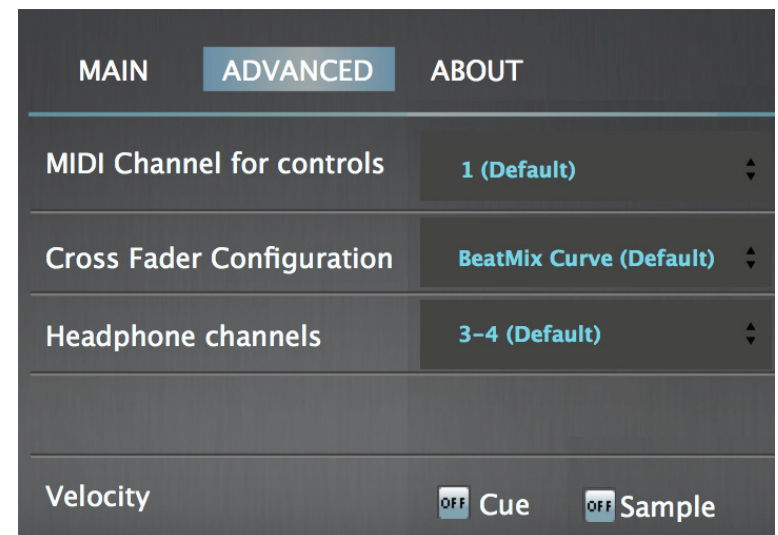 MAIN ADVANCED ABOUT
MIDI Channel for controls 1 (Default)
Cross Fader Configuration BeatMix Curve (Default)
Headphone channels 3-4 (Default)
Velocity OFF Cue OFF Sample